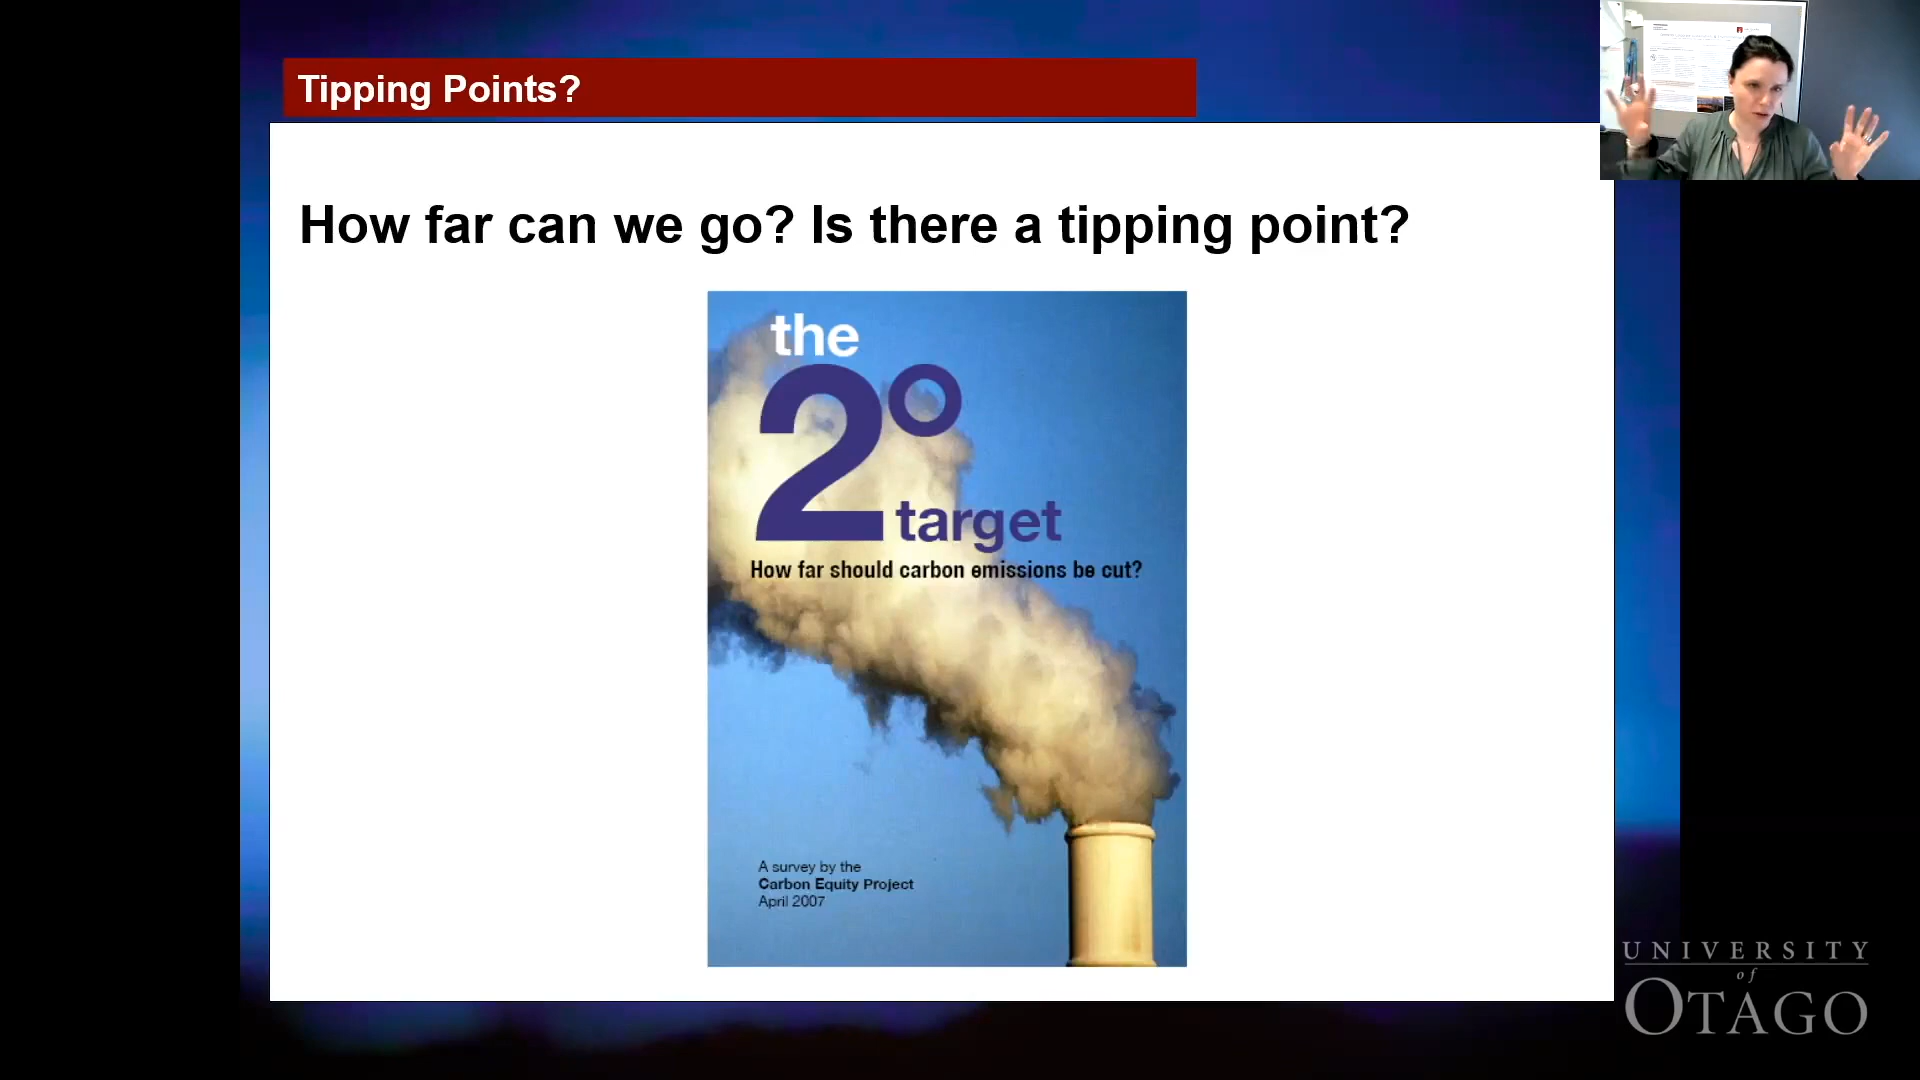 Tipping Points?
How far can we go? Is there a tipping point?
the
2°
target
How far should carbon emissions be cut?
A survey by the
Carbon Equity Project
April 2007
UNIVERSITY
of
OTAGO